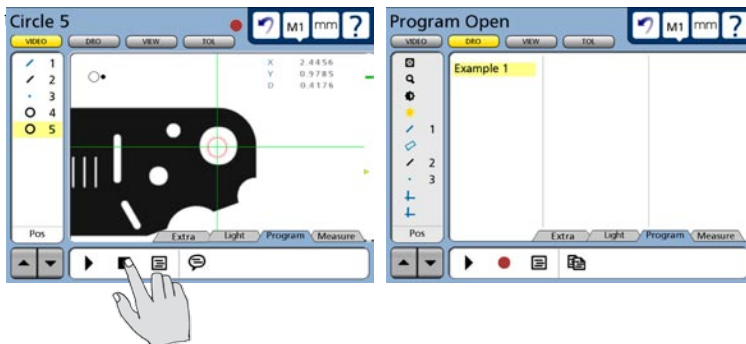 Circle 5
M1 mm ?
VIDEO DRO VIEW TOL
1
2
3
4
5
X 2.4456
Y 0.9785
D 0.4176
Pos
Extra Light Program Measure
Program Open
M1 mm ?
VIDEO DRO VIEW TOL
Example 1
1
2
3
Pos
Extra Light Program Measure